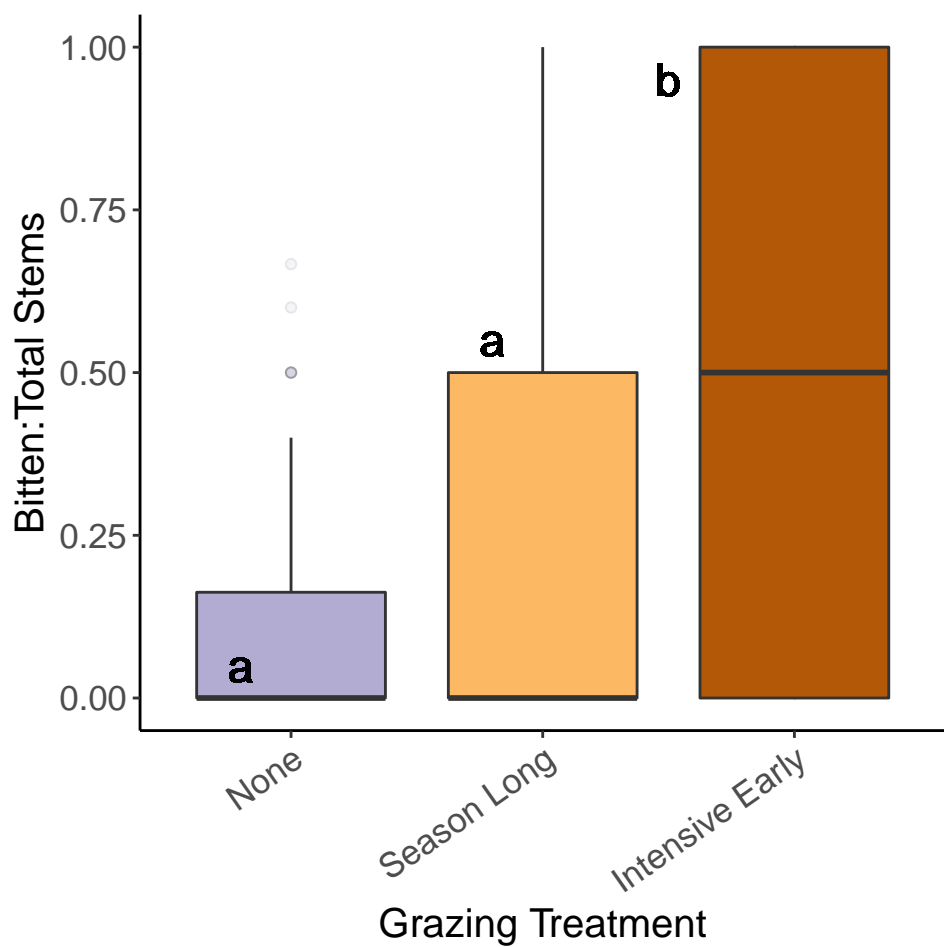 1.00
0.75
0.50
0.25
0.00
Bitten:Total Stems
a
a
b
None
Season Long
Intensive Early
Grazing Treatment